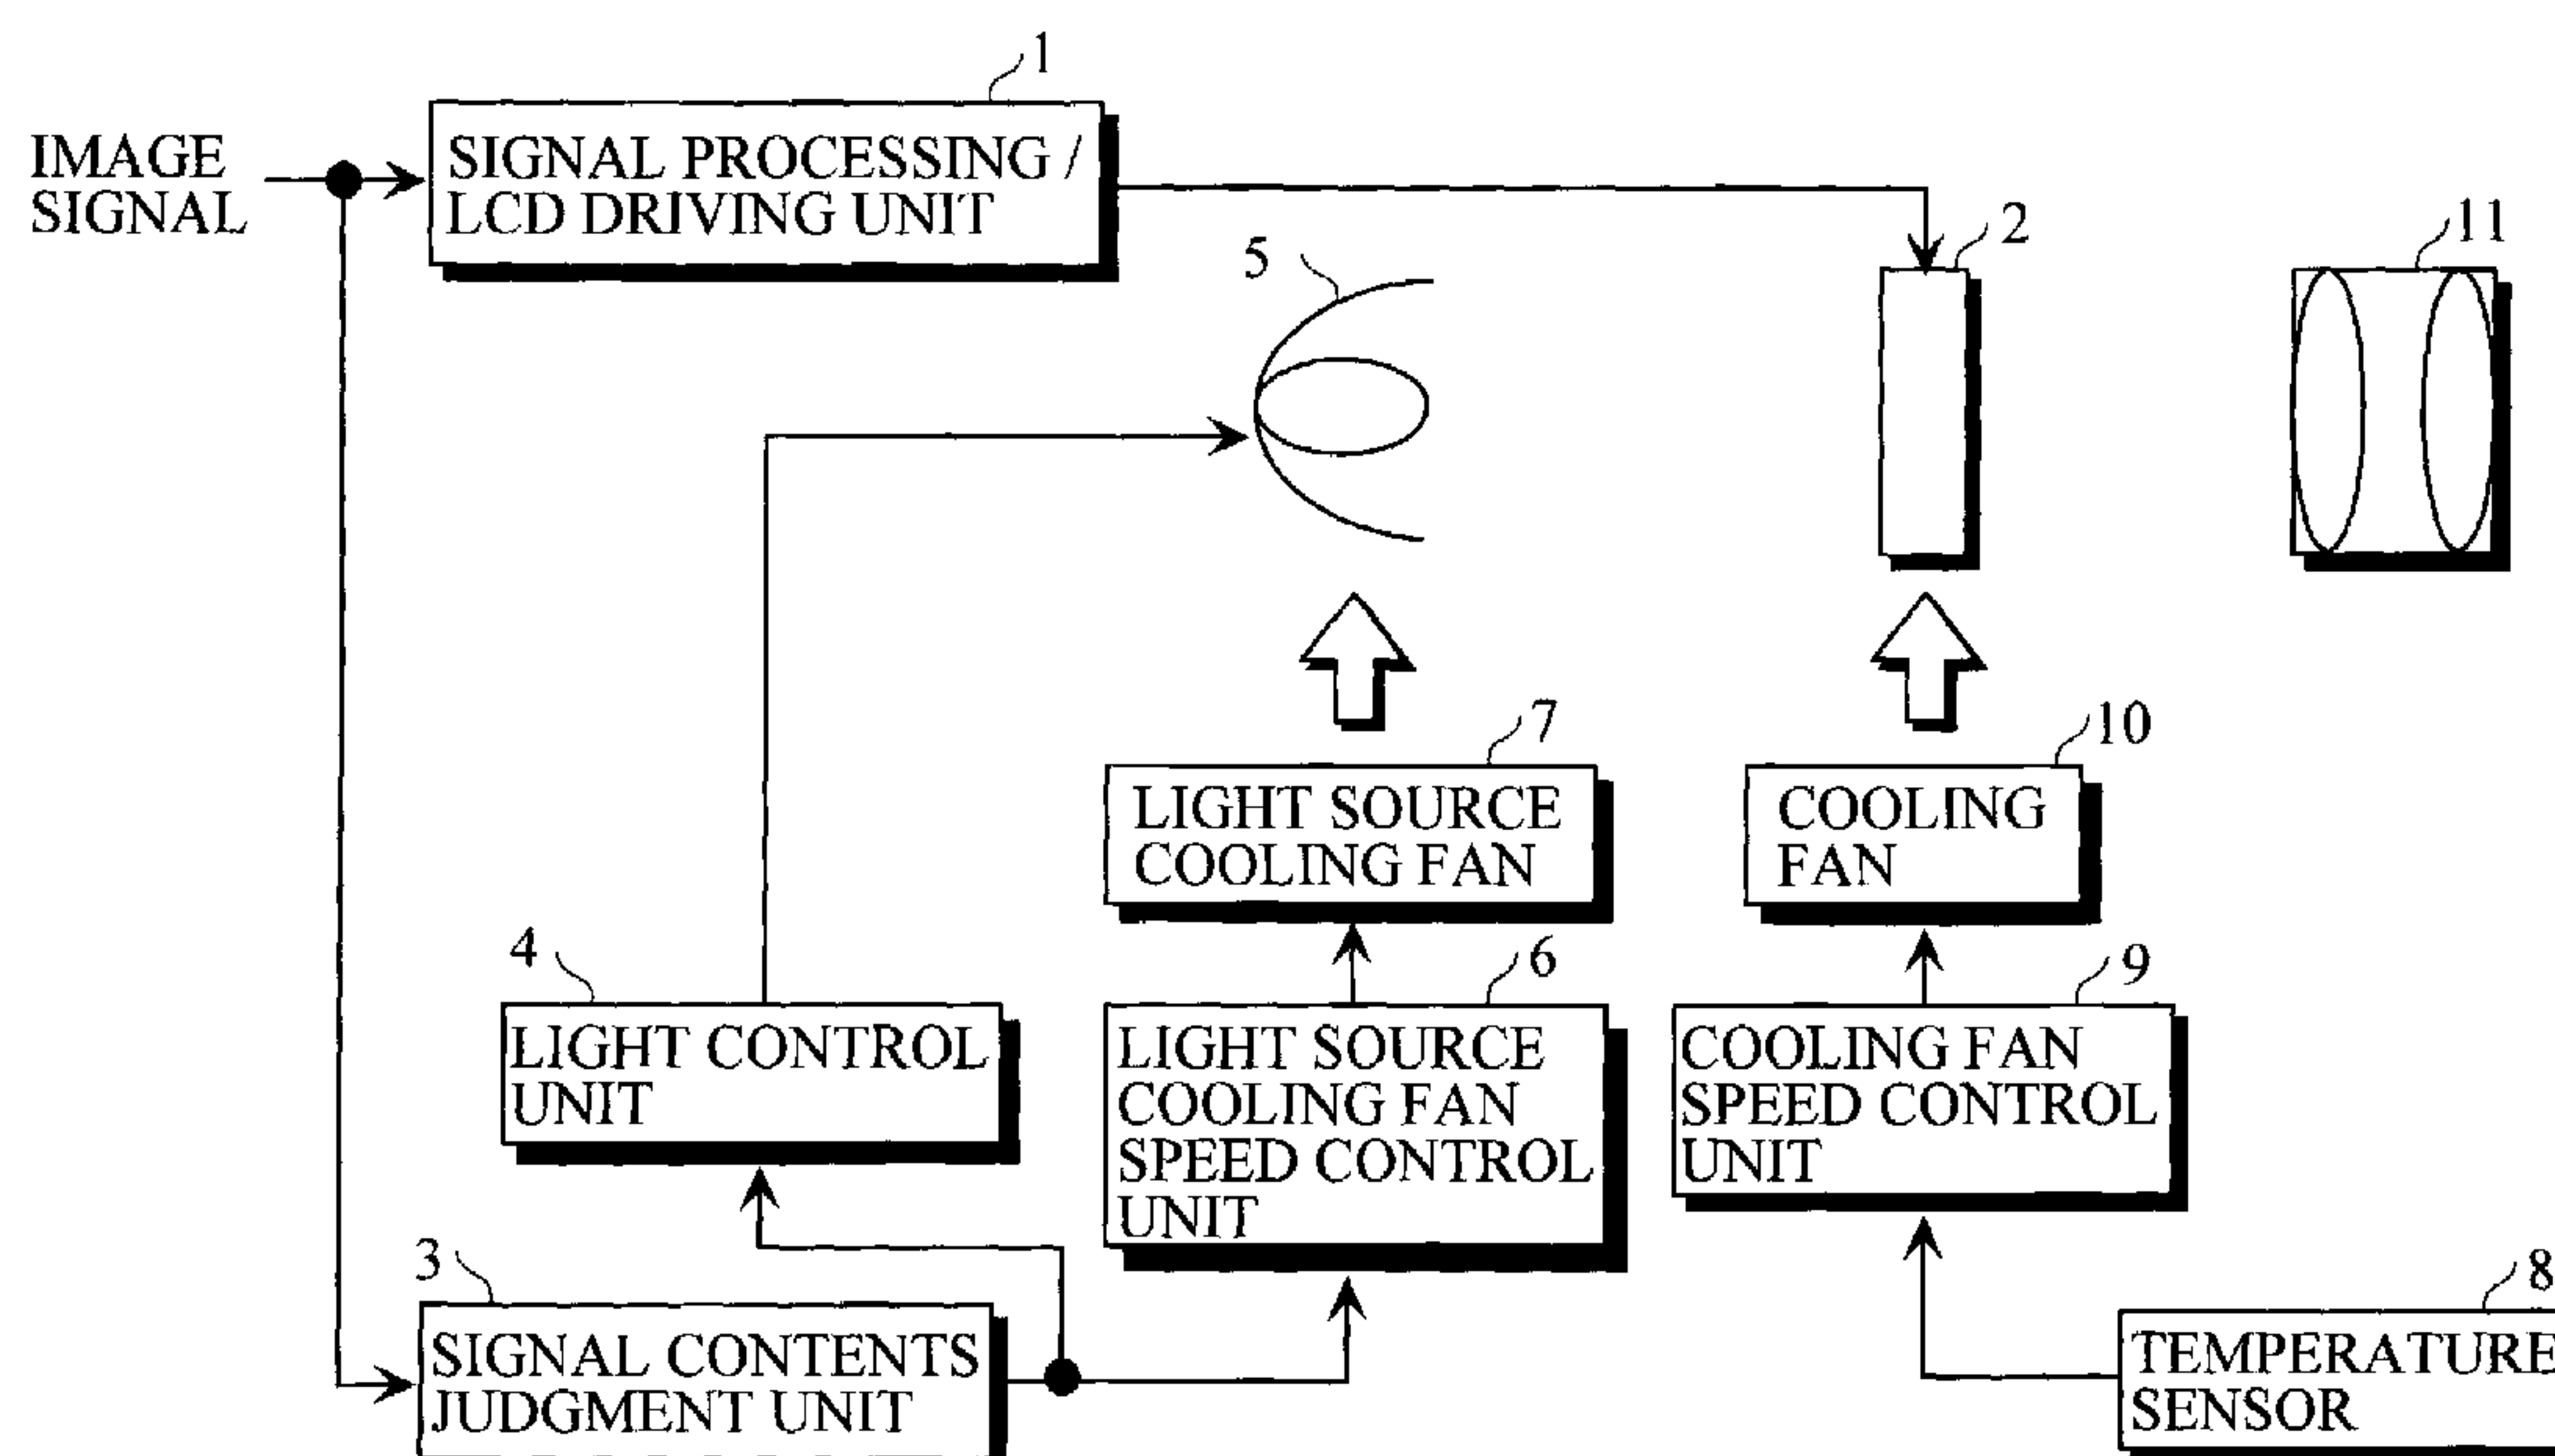 1
IMAGE
SIGNAL
SIGNAL PROCESSING /
LCD DRIVING UNIT
5
2
11
7
10
LIGHT SOURCE
COOLING FAN
COOLING
FAN
4
6
9
LIGHT CONTROL
UNIT
LIGHT SOURCE
COOLING FAN
SPEED CONTROL
UNIT
COOLING FAN
SPEED CONTROL
UNIT
3
8
SIGNAL CONTENTS
JUDGMENT UNIT
TEMPERATURE
SENSOR